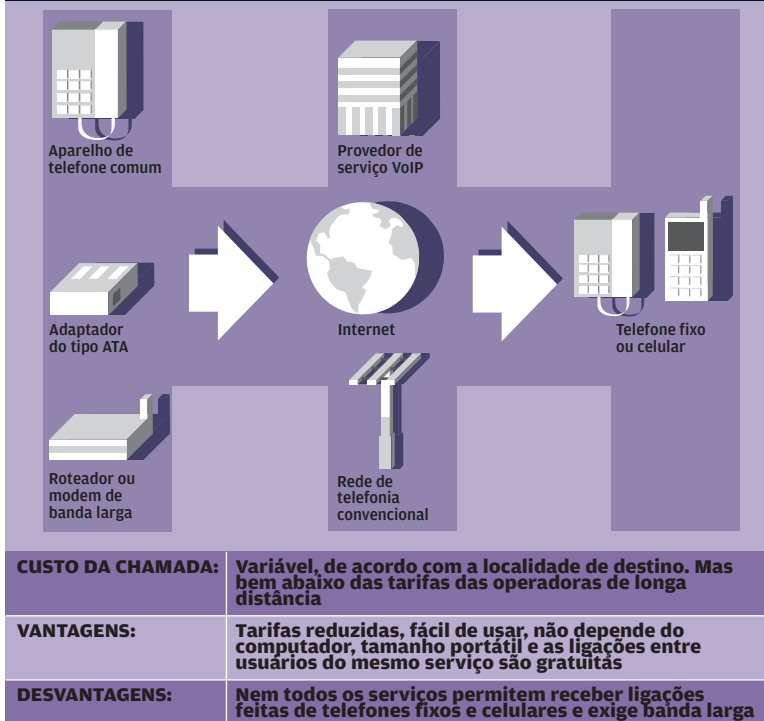 Aparelho de
telefone comum
Provedor de
serviço VoIP
Adaptador
do tipo ATA
Internet
Telefone fixo
ou celular
Roteador ou
modem de
banda larga
Rede de
telefonia
convencional
CUSTO DA CHAMADA:
Variável, de acordo com a localidade de destino. Mas
bem abaixo das tarifas das operadoras de longa
distância
VANTAGENS:
Tarifas reduzidas, fácil de usar, não depende do
computador, tamanho portátil e as ligações entre
usuários do mesmo serviço são gratuitas
DESVANTAGENS:
Nem todos os serviços permitem receber ligações
feitas de telefones fixos e celulares e exige banda larga